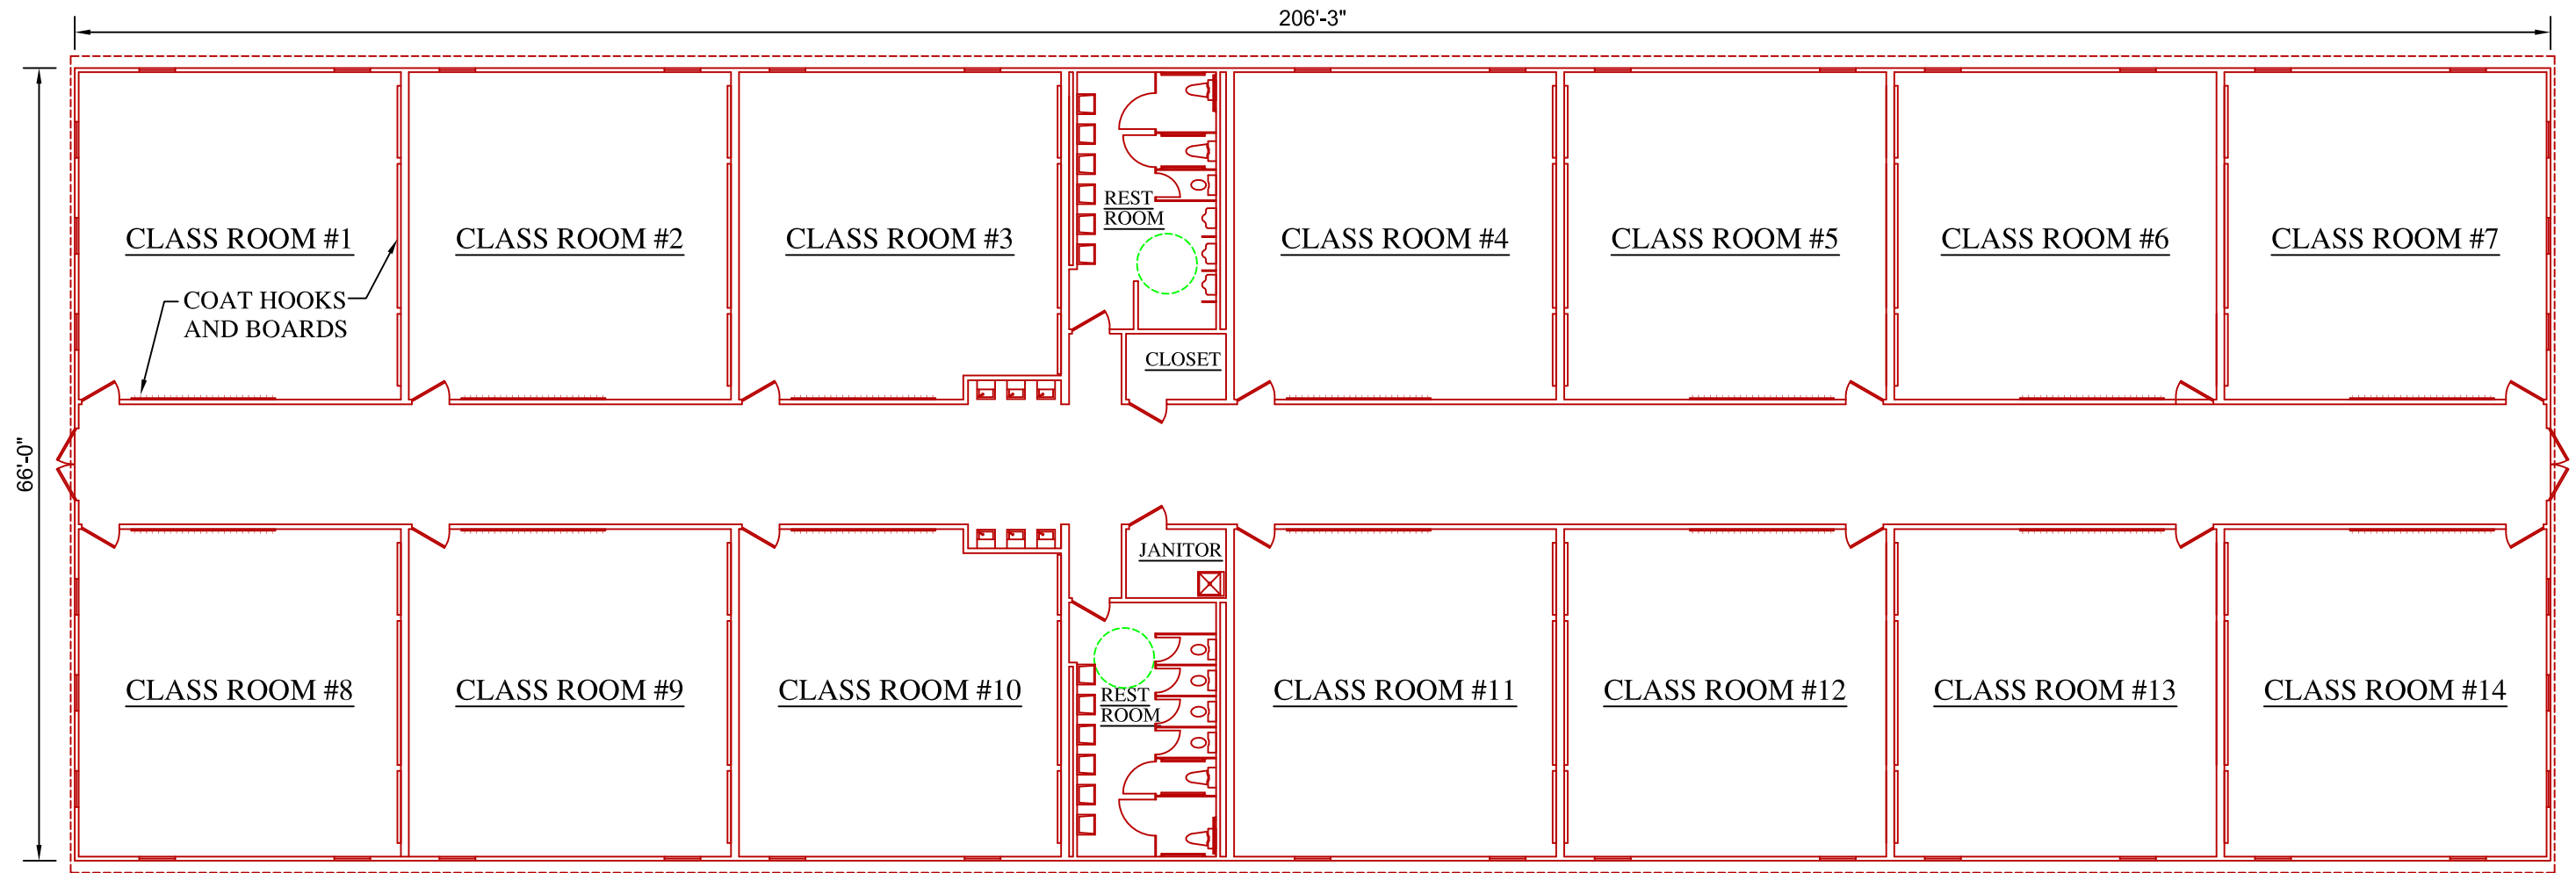 206'-3"
66'-0"
REST
ROOM
CLASS ROOM #1
CLASS ROOM #2
CLASS ROOM #3
CLASS ROOM #4
CLASS ROOM #5
CLASS ROOM #6
CLASS ROOM #7
COAT HOOKS
AND BOARDS
CLOSET
JANITOR
CLASS ROOM #8
CLASS ROOM #9
CLASS ROOM #10
REST
ROOM
CLASS ROOM #11
CLASS ROOM #12
CLASS ROOM #13
CLASS ROOM #14